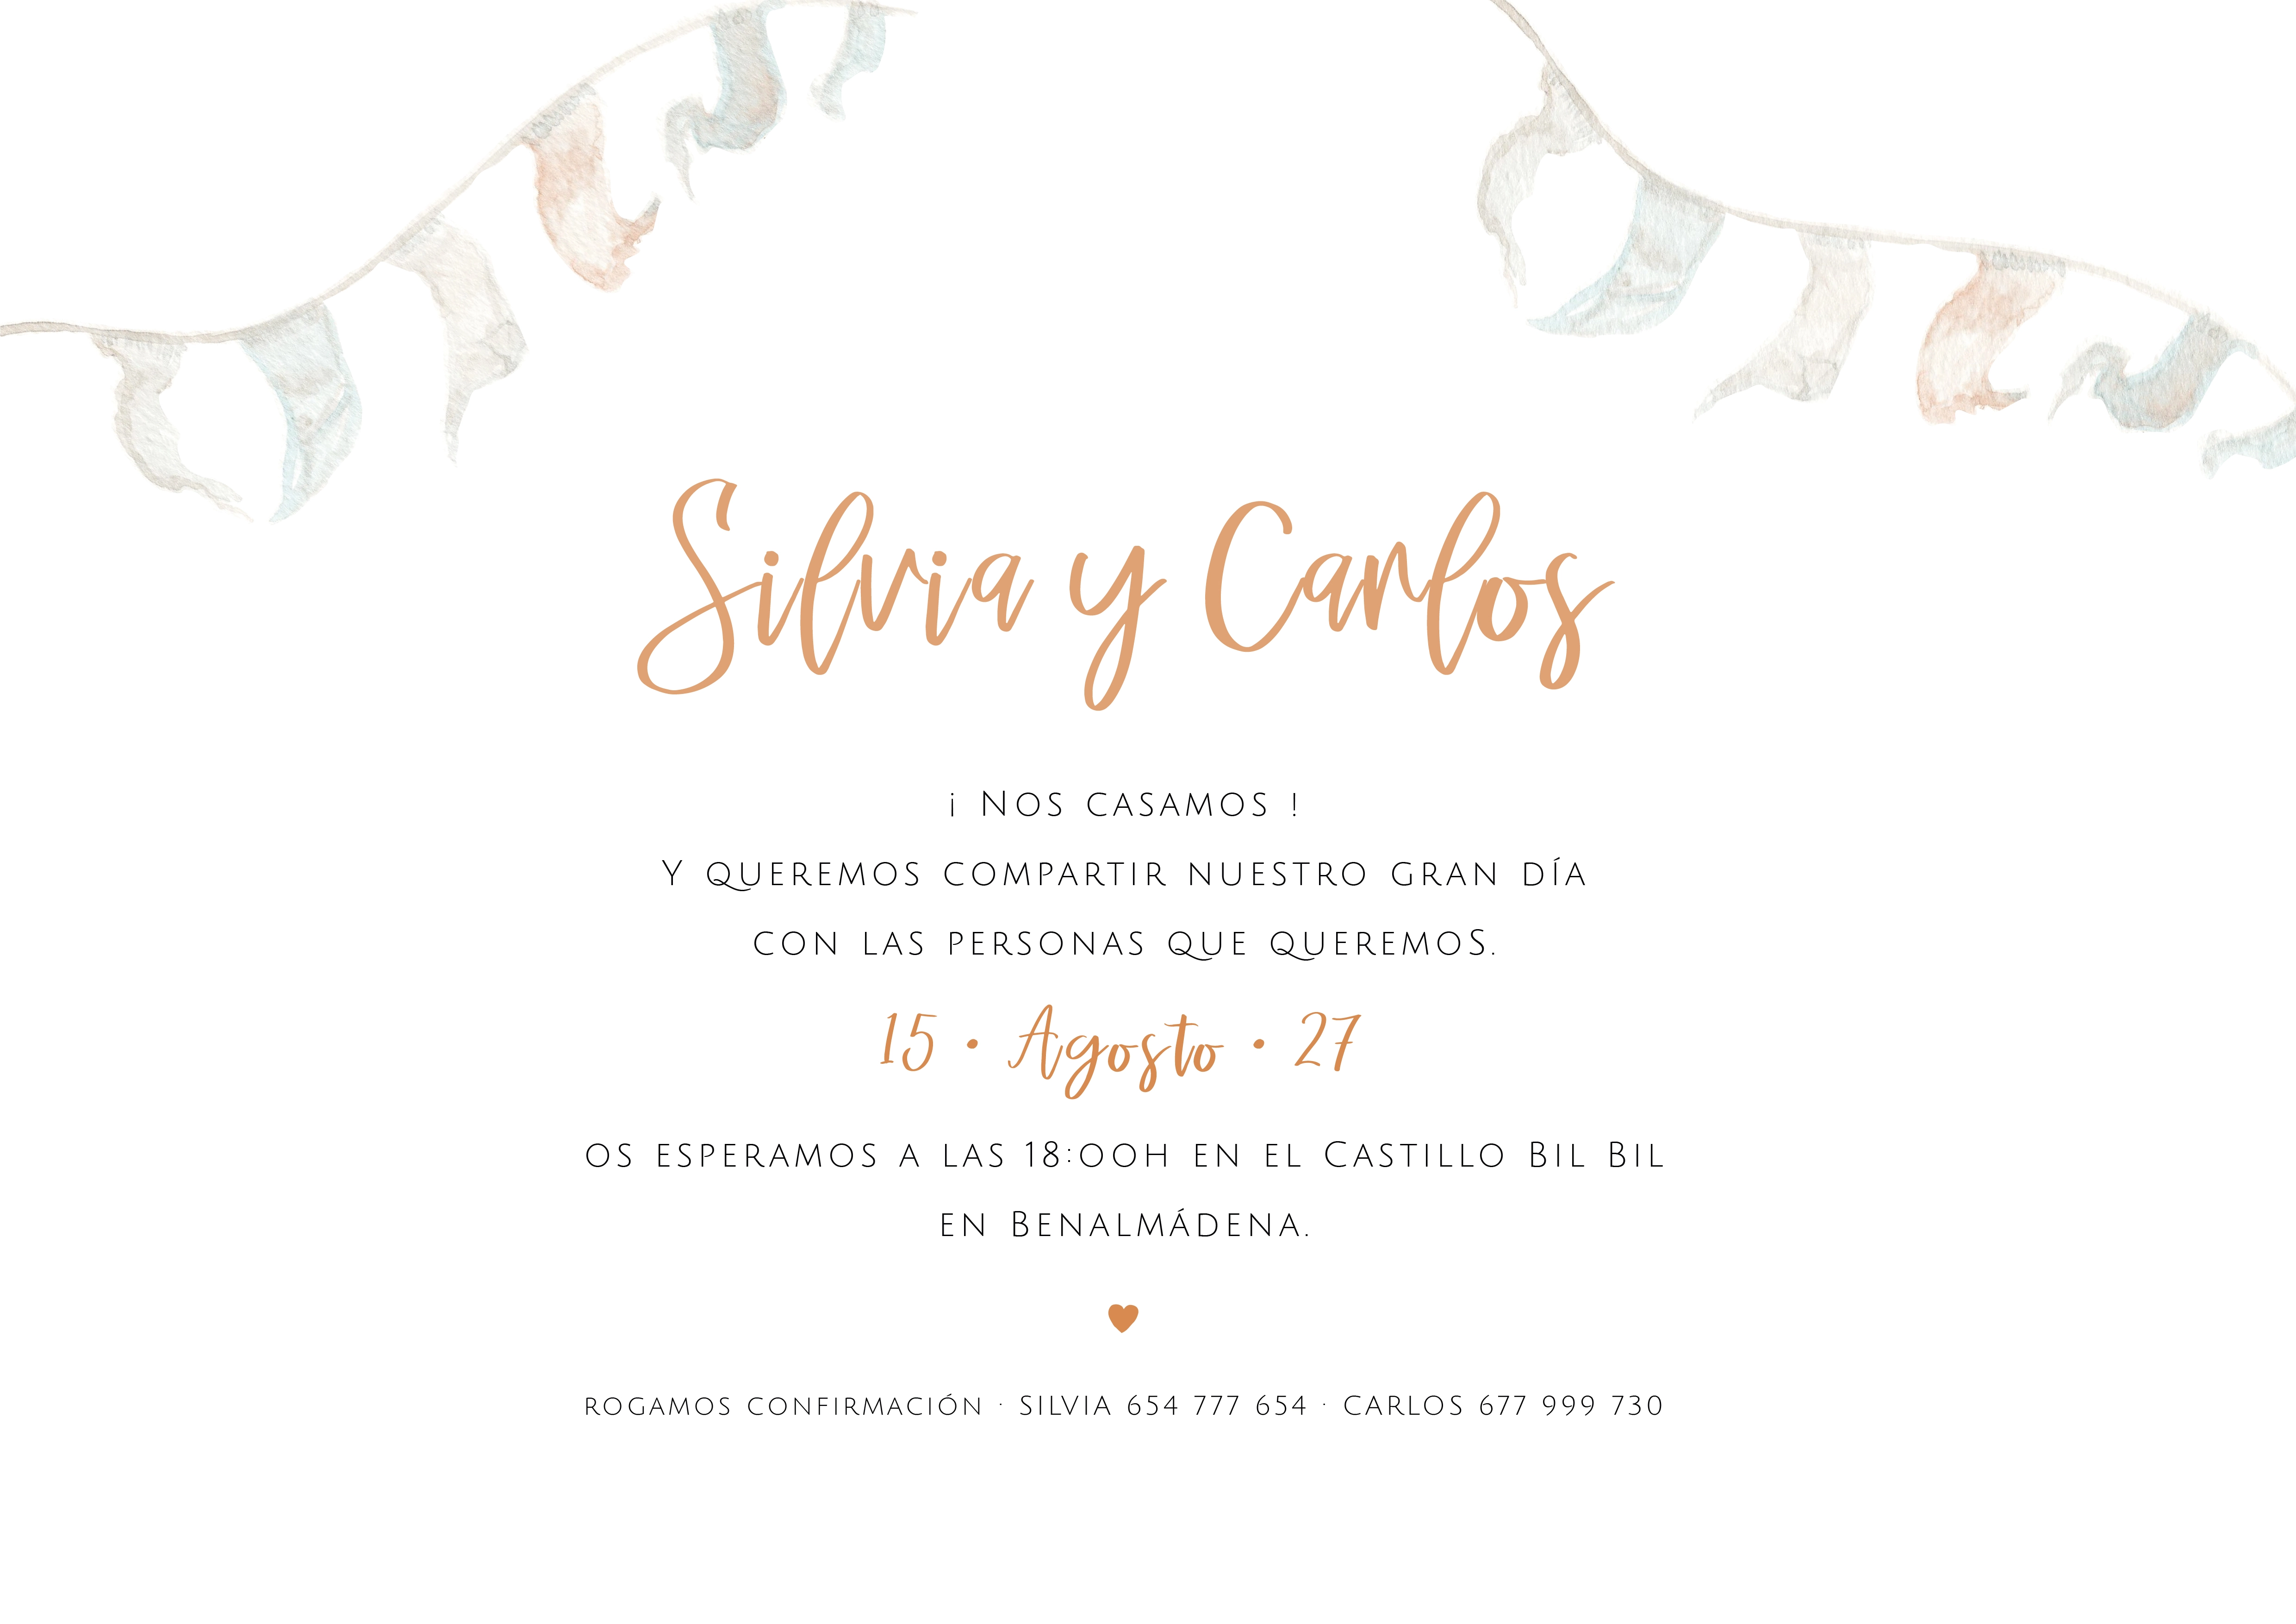 Silvia y Carlos
¡ Nos casamos !
Y queremos compartir nuestro gran día
con las personas que queremos.
15 • Agosto • 27
os esperamos a las 18:00h en el Castillo Bil Bil
en Benalmádena.
rogamos confirmación · SILVIA 654 777 654 · CARLOS 677 999 730